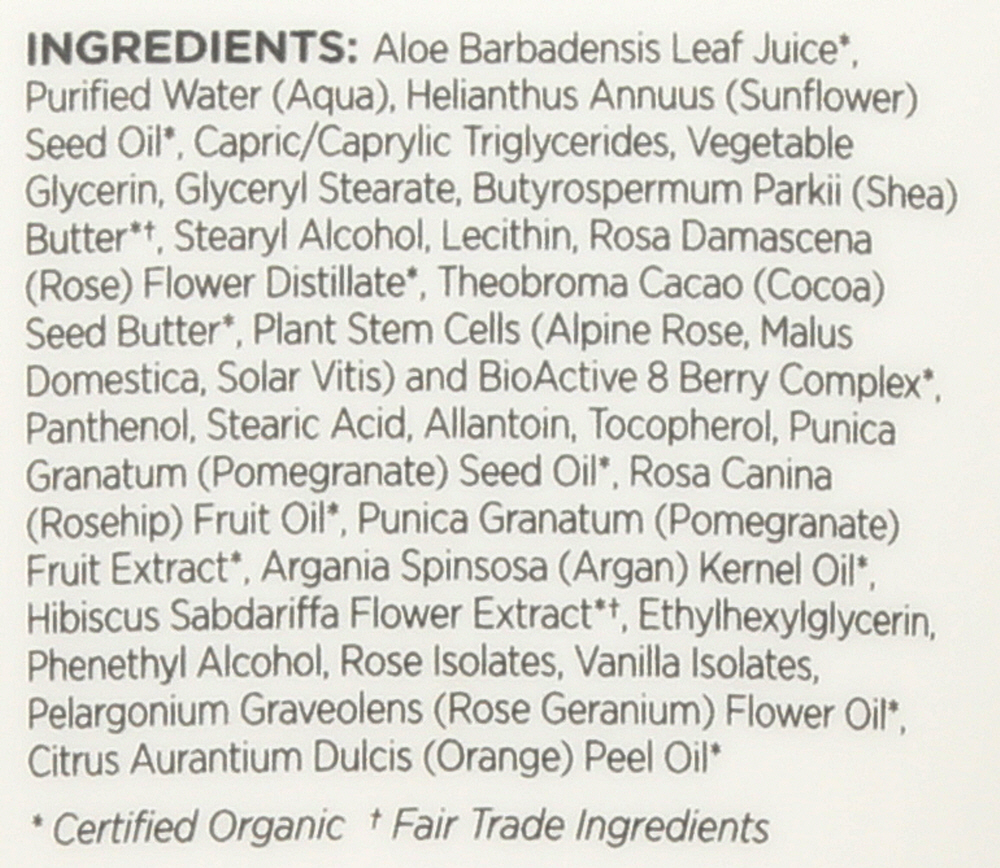 INGREDIENTS: Aloe Barbadensis Leaf Juice*,
Purified Water (Aqua), Helianthus Annuus (Sunflower)
Seed Oil*, Capric/Caprylic Triglycerides, Vegetable
Glycerin, Glyceryl Stearate, Butyrospermum Parkii (Shea)
Butter*†, Stearyl Alcohol, Lecithin, Rosa Damascena
(Rose) Flower Distillate*, Theobroma Cacao (Cocoa)
Seed Butter*, Plant Stem Cells (Alpine Rose, Malus
Domestica, Solar Vitis) and BioActive 8 Berry Complex*,
Panthenol, Stearic Acid, Allantoin, Tocopherol, Punica
Granatum (Pomegranate) Seed Oil*, Rosa Canina
(Rosehip) Fruit Oil*, Punica Granatum (Pomegranate)
Fruit Extract*, Argania Spinsosa (Argan) Kernel Oil*,
Hibiscus Sabdariffa Flower Extract*†, Ethylhexylglycerin,
Phenethyl Alcohol, Rose Isolates, Vanilla Isolates,
Pelargonium Graveolens (Rose Geranium) Flower Oil*,
Citrus Aurantium Dulcis (Orange) Peel Oil*
* Certified Organic † Fair Trade Ingredients